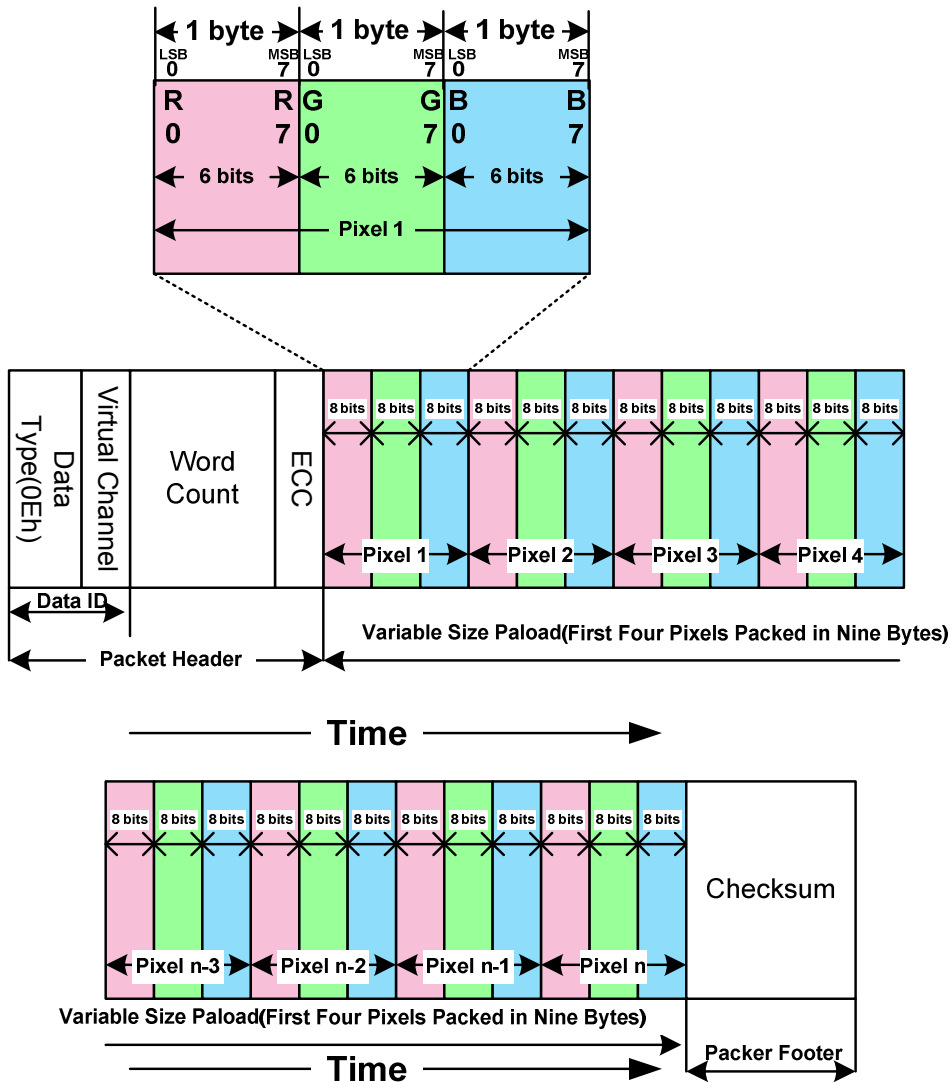 1 byte 1 byte 1 byte
LSB MSB LSB MSB LSB MSB
0 7 0 7 0 7
R R G G B B
0 7 0 7 0 7
6 bits 6 bits 6 bits
Pixel 1
Data Type(0Eh)
Virtual Channel
Word Count
ECC
8 bits 8 bits 8 bits 8 bits 8 bits 8 bits 8 bits 8 bits 8 bits 8 bits 8 bits 8 bits
Pixel 1 Pixel 2 Pixel 3 Pixel 4
Data ID
Variable Size Paload(First Four Pixels Packed in Nine Bytes)
Packet Header
Time
8 bits 8 bits 8 bits 8 bits 8 bits 8 bits 8 bits 8 bits 8 bits 8 bits 8 bits 8 bits
Checksum
Pixel n-3 Pixel n-2 Pixel n-1 Pixel n
Variable Size Paload(First Four Pixels Packed in Nine Bytes)
Packer Footer
Time